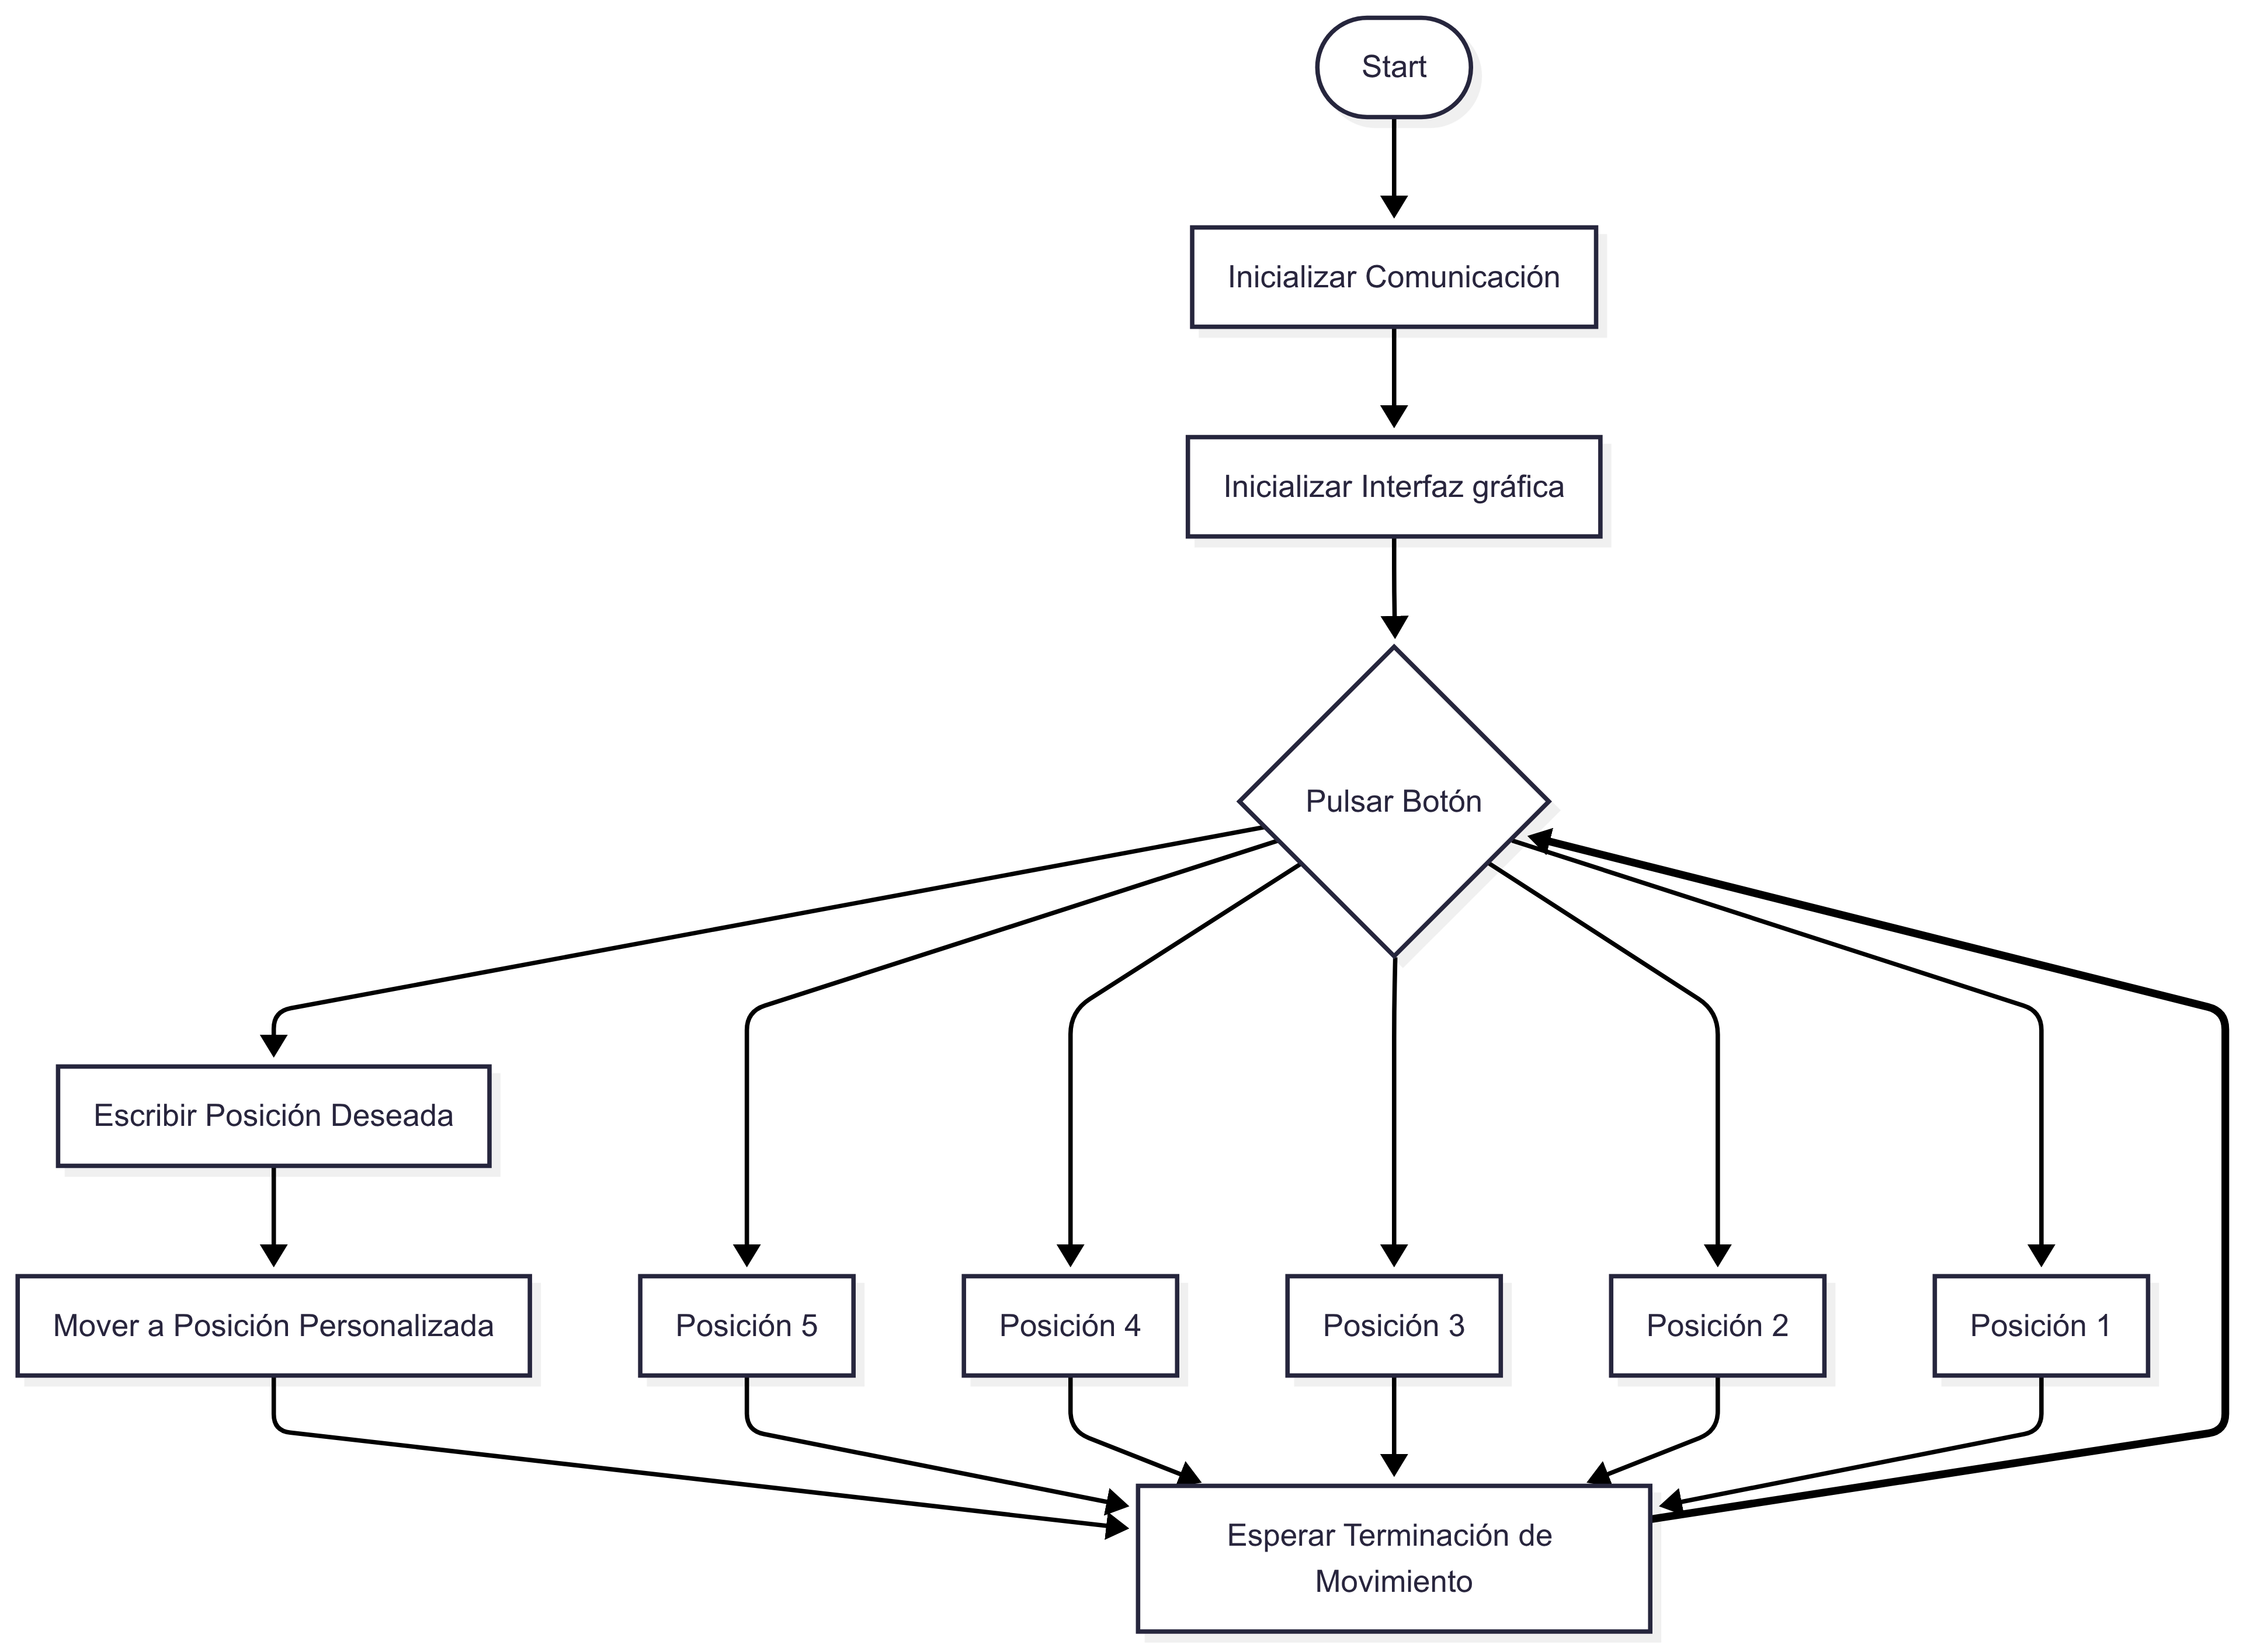 Start
Inicializar Comunicación
Inicializar Interfaz gráfica
Pulsar Botón
Escribir Posición Deseada
Mover a Posición Personalizada
Posición 5
Posición 4
Posición 3
Posición 2
Posición 1
Esperar Terminación de
Movimiento